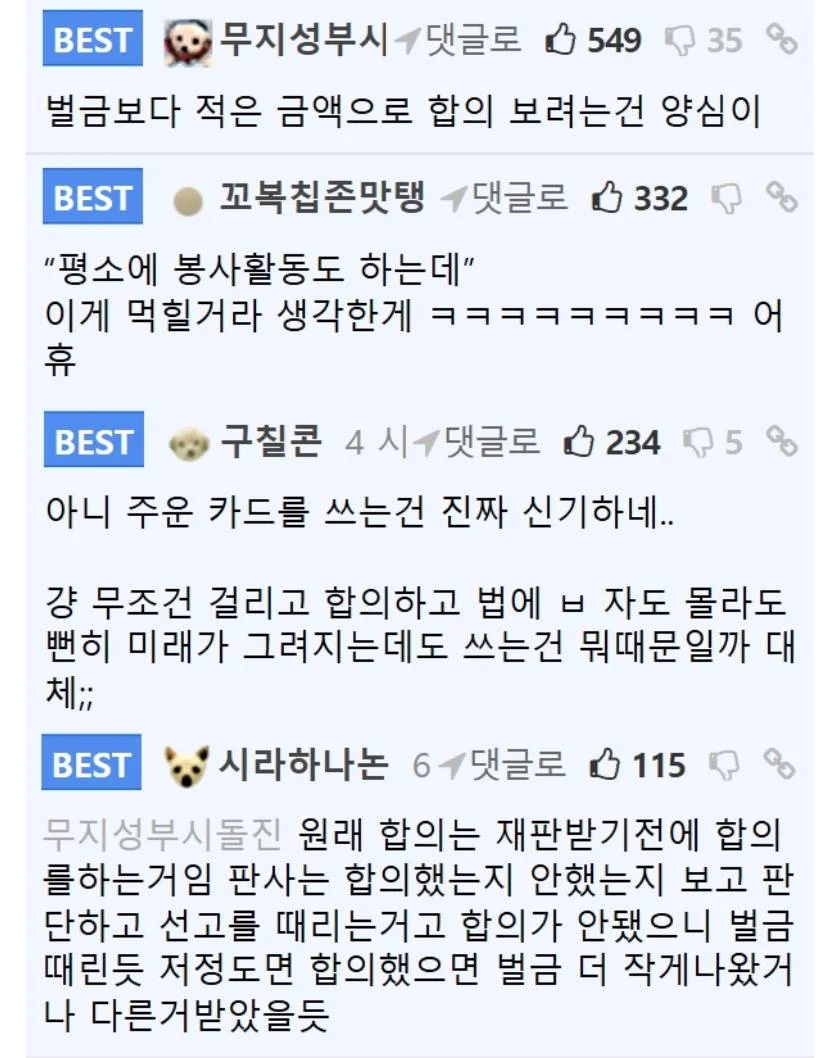 BEST 무지성부시 댓글로 549 35
벌금보다 적은 금액으로 합의 보려는건 양심이
BEST 꼬북칩존맛탱 댓글로 332
“평소에 봉사활동도 하는데”
이게 먹힐거라 생각한게 ㅋㅋㅋㅋㅋㅋㅋㅋㅋ 어
휴
BEST 구칠콘 4 시 댓글로 234 5
아니 주운 카드를 쓰는건 진짜 신기하네..
걍 무조건 걸리고 합의하고 법에 ㅂ 자도 몰라도
뻔히 미래가 그려지는데도 쓰는건 뭐때문일까 대
체;;
BEST 시라하나논 6 댓글로 115
무지성부시돌진 원래 합의는 재판받기전에 합의
를하는거임 판사는 합의했는지 안했는지 보고 판
단하고 선고를 때리는거고 합의가 안됐으니 벌금
때린듯 저정도면 합의했으면 벌금 더 작게나왔거
나 다른거받았을듯